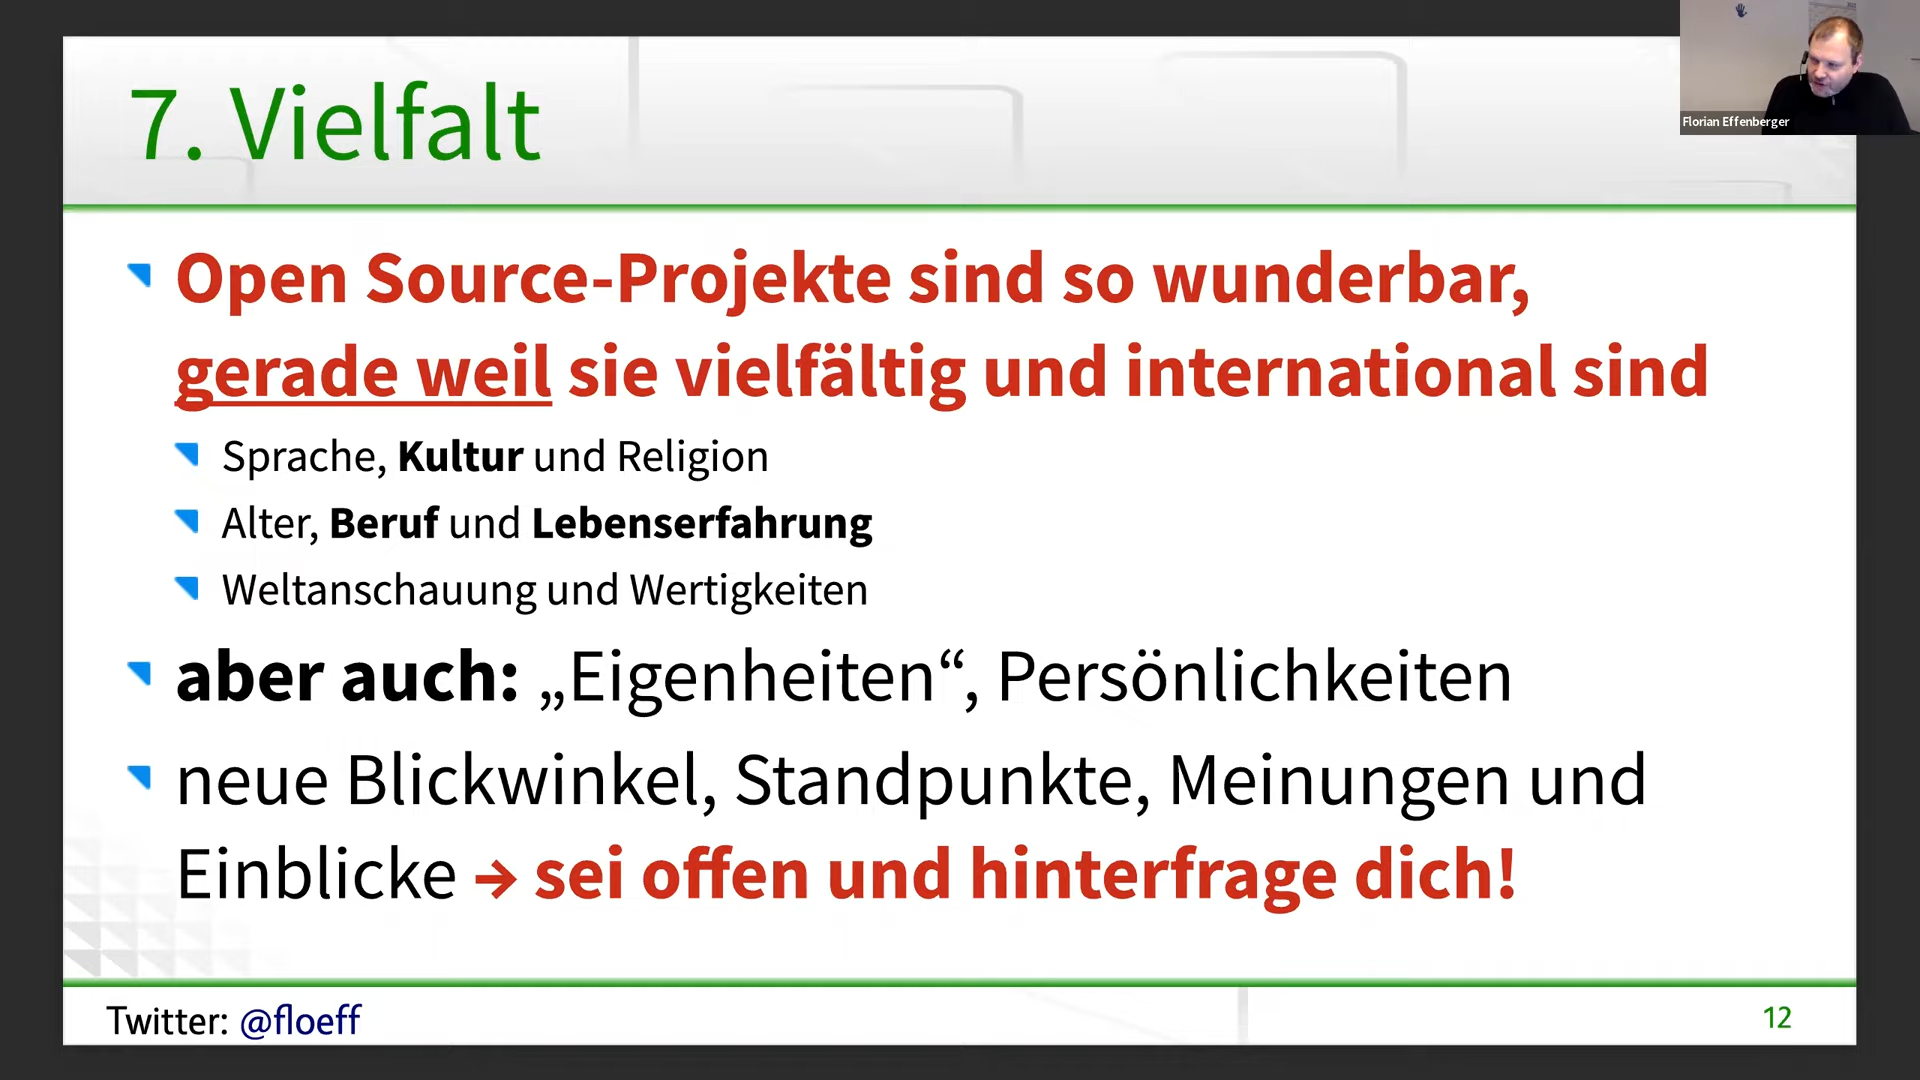 7. Vielfalt
Florian Effenberger
Open Source-Projekte sind so wunderbar,
gerade weil sie vielfältig und international sind
Sprache, Kultur und Religion
Alter, Beruf und Lebenserfahrung
Weltanschauung und Wertigkeiten
aber auch: „Eigenheiten“, Persönlichkeiten
neue Blickwinkel, Standpunkte, Meinungen und
Einblicke → sei offen und hinterfrage dich!
Twitter: @floeff
12